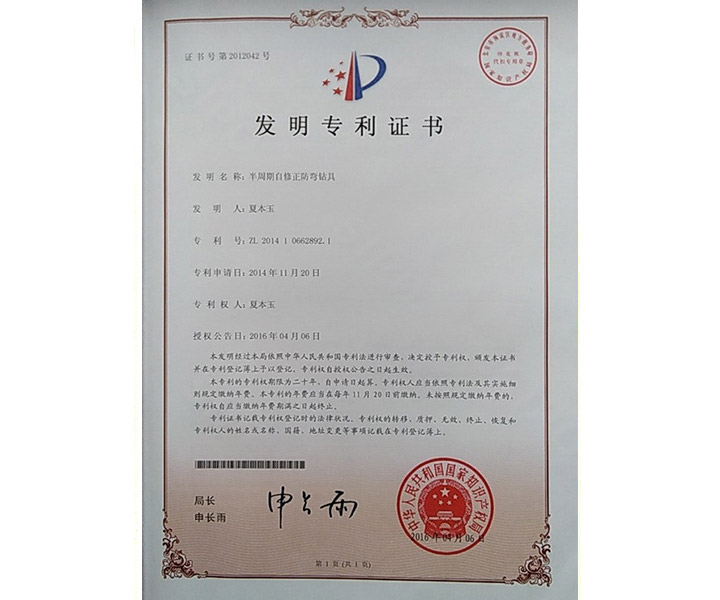 证书号第2012042号
发明专利证书
发明名称:半周期自修正防弯钻具
发明人:夏本玉
专利号:ZL 2014 1 0662892.1
专利申请日:2014年11月20日
专利权人:夏本玉
授权公告日:2016年04月06日
本发明经过本局依照中华人民共和国专利法进行审查,决定授予专利权,颁发本证书
并在专利登记簿上予以登记。专利权自授权公告之日起生效。
本专利的专利权期限为二十年,自申请日起算。专利权人应当依照专利法及其实施细
则规定缴纳年费。本专利的年费应当在每年11月20日前缴纳。未按照规定缴纳年费的,
专利权自应当缴纳年费期满之日起终止。
专利证书记载专利权登记时的法律状况。专利权的转移、质押、无效、终止、恢复和
专利权人的姓名或名称、国籍、地址变更等事项记载在专利登记簿上。
局长
申长雨
申长雨
中华人民共和国国家知识产权局
2016年04月06日
第1页(共1页)